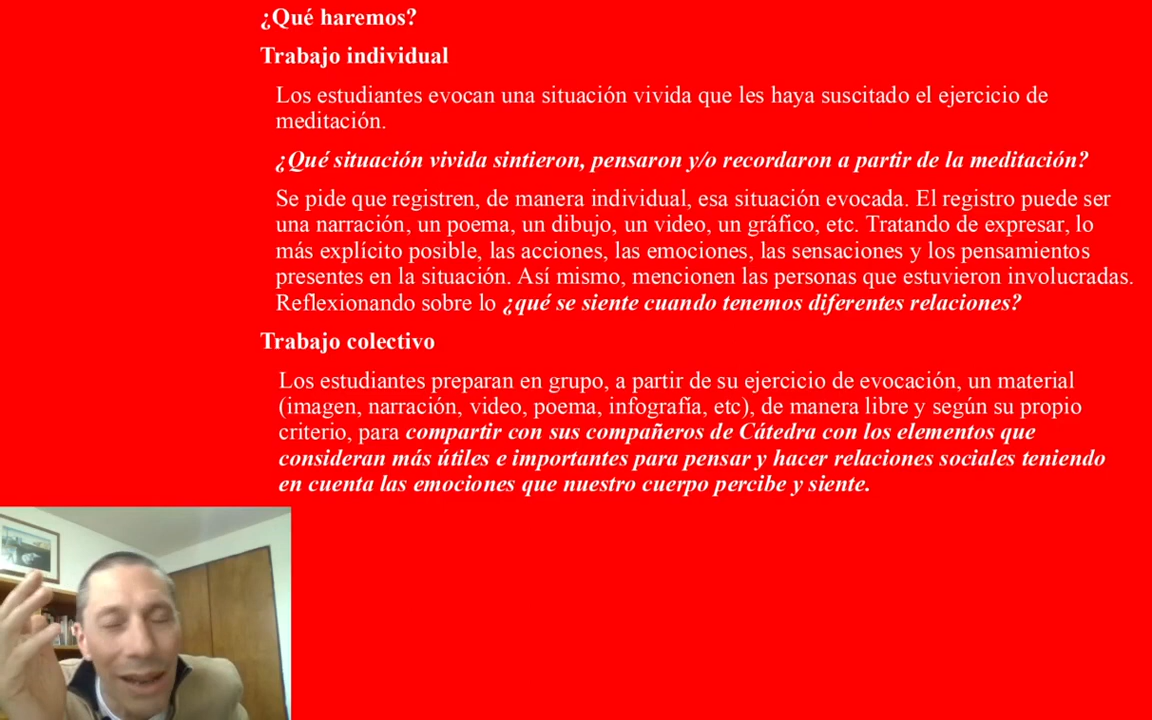 ¿Qué haremos?
Trabajo individual
Los estudiantes evocan una situación vivida que les haya suscitado el ejercicio de
meditación.
¿Qué situación vivida sintieron, pensaron y/o recordaron a partir de la meditación?
Se pide que registren, de manera individual, esa situación evocada. El registro puede ser
una narración, un poema, un dibujo, un video, un gráfico, etc. Tratando de expresar, lo
más explícito posible, las acciones, las emociones, las sensaciones y los pensamientos
presentes en la situación. Así mismo, mencionen las personas que estuvieron involucradas.
Reflexionando sobre lo ¿qué se siente cuando tenemos diferentes relaciones?
Trabajo colectivo
Los estudiantes preparan en grupo, a partir de su ejercicio de evocación, un material
(imagen, narración, video, poema, infografía, etc), de manera libre y según su propio
criterio, para compartir con sus compañeros de Cátedra con los elementos que
consideran más útiles e importantes para pensar y hacer relaciones sociales teniendo
en cuenta las emociones que nuestro cuerpo percibe y siente.